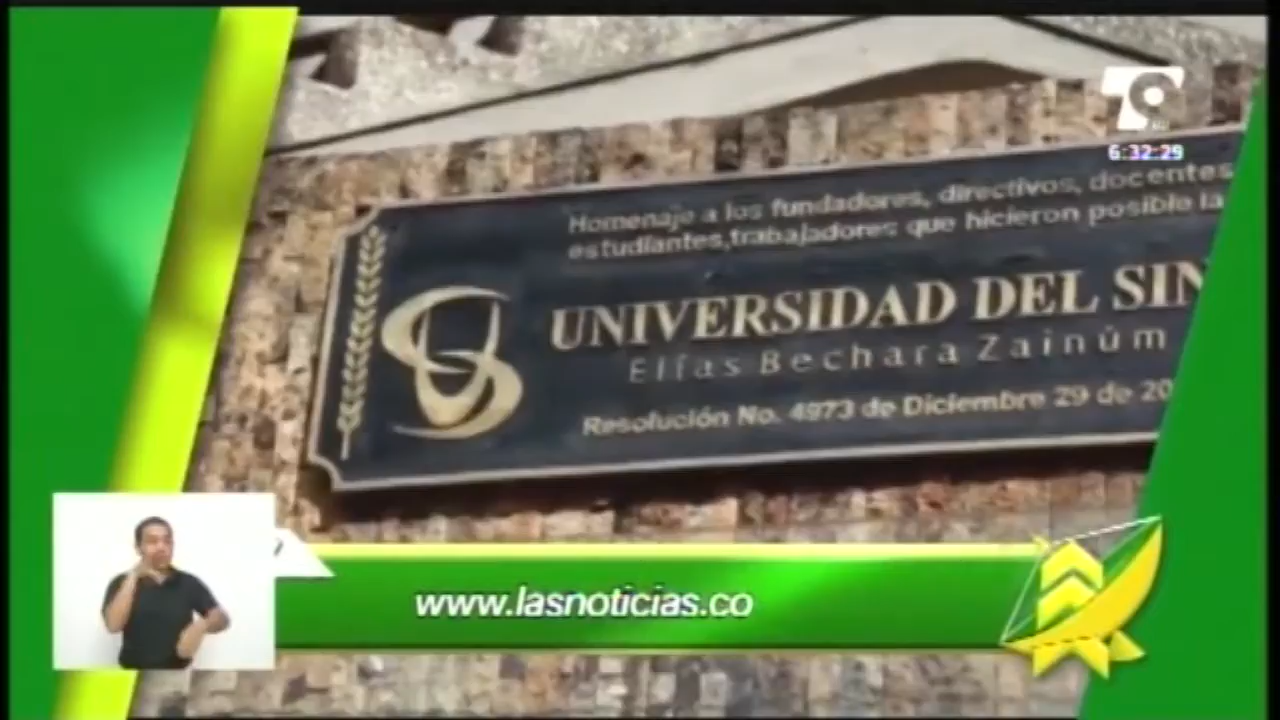 6:32:29
Homenaje a los fundadores, directivos, docentes
estudiantes,trabajadores que hicieron posible la
UNIVERSIDAD DEL SIN
Elías Bechara Zainúm
Resolución No. 4973 de Diciembre 29 de 20
www.lasnoticias.co